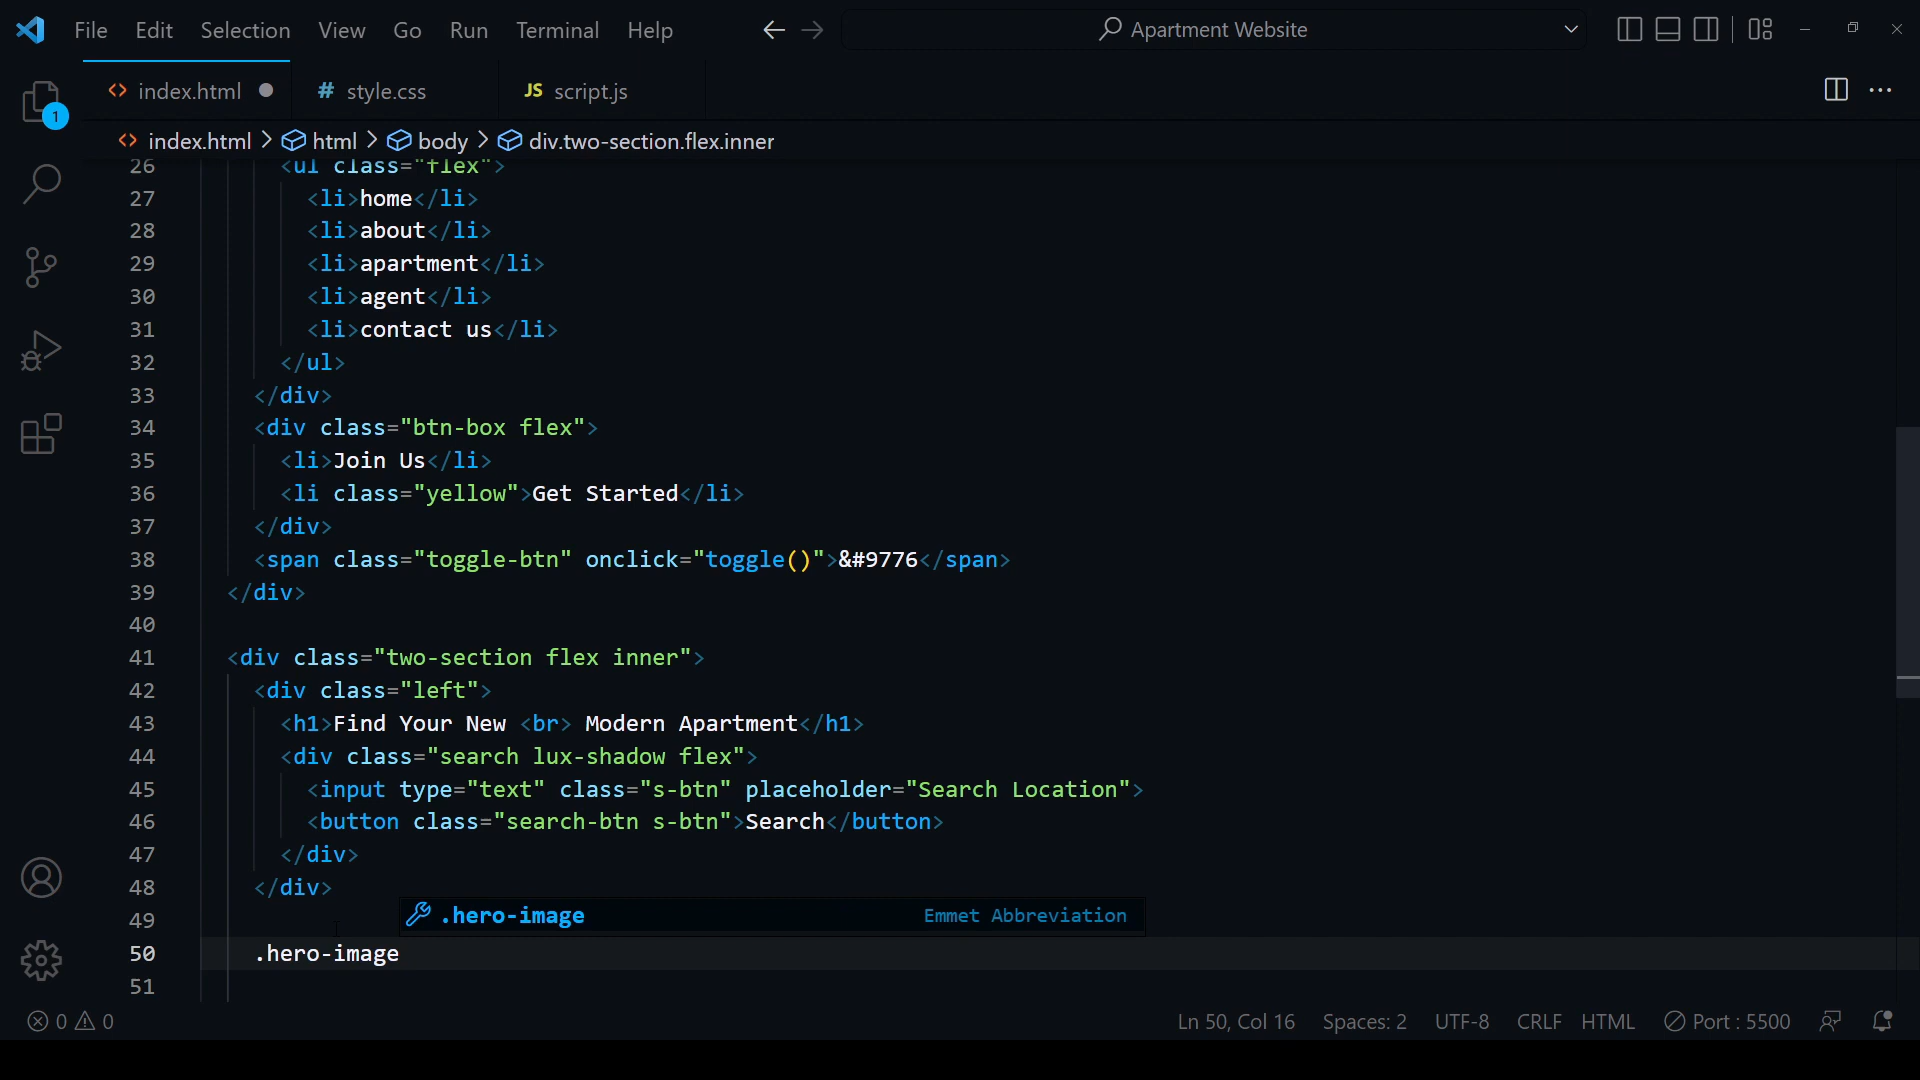 File Edit Selection View Go Run Terminal Help Apartment Website
1
<> index.html # style.css JS script.js
<> index.html > html > body > div.two-section.flex.inner
26 <ul class="flex">
27 <li>home</li>
28 <li>about</li>
29 <li>apartment</li>
30 <li>agent</li>
31 <li>contact us</li>
32 </ul>
33 </div>
34 <div class="btn-box flex">
35 <li>Join Us</li>
36 <li class="yellow">Get Started</li>
37 </div>
38 <span class="toggle-btn" onclick="toggle()">&#9776</span>
39 </div>
40
41 <div class="two-section flex inner">
42 <div class="left">
43 <h1>Find Your New <br> Modern Apartment</h1>
44 <div class="search lux-shadow flex">
45 <input type="text" class="s-btn" placeholder="Search Location">
46 <button class="search-btn s-btn">Search</button>
47 </div>
48 </div>
49 .hero-image Emmet Abbreviation
50 .hero-image
51
0 0 Ln 50, Col 16 Spaces: 2 UTF-8 CRLF HTML Port : 5500